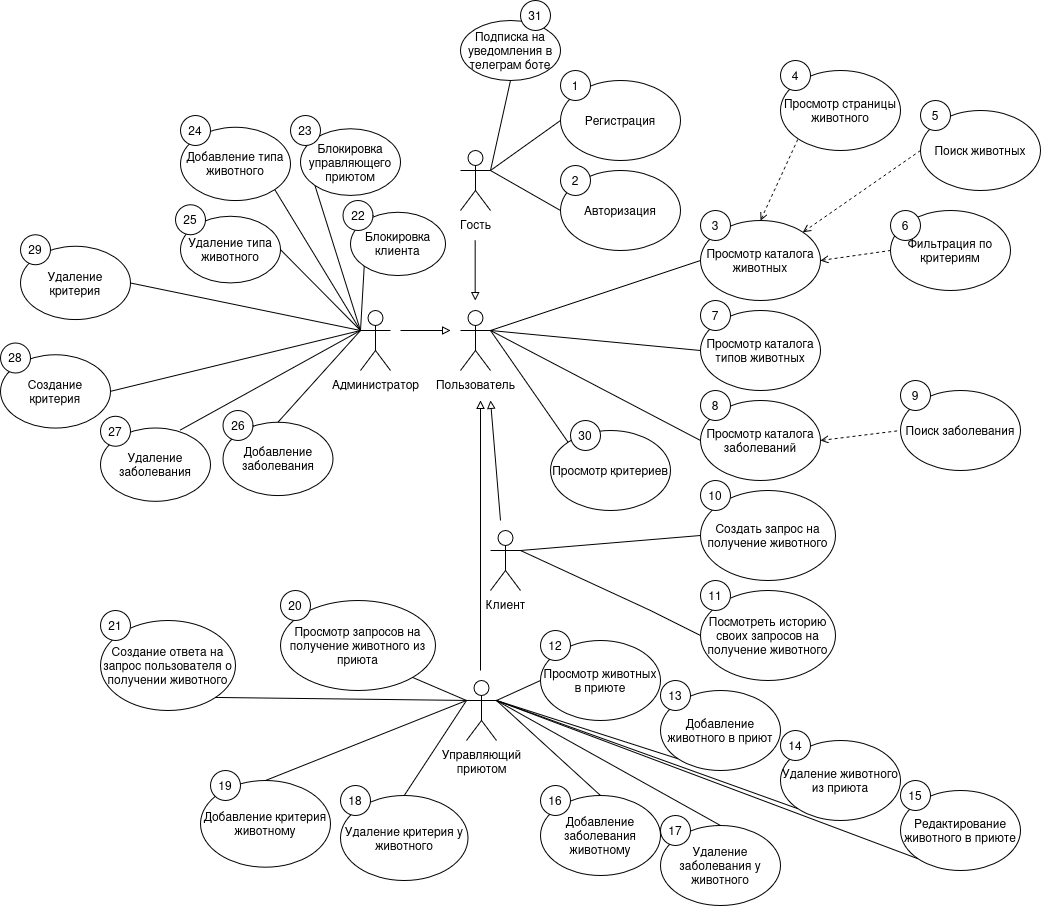 31
Подписка на
уведомления в
телеграм боте
1
Регистрация
2
Авторизация
Гость
4
Просмотр страницы
животного
5
Поиск животных
3
Просмотр каталога
животных
6
Фильтрация по
критериям
7
Просмотр каталога
типов животных
8
Просмотр каталога
заболеваний
9
Поиск заболевания
30
Просмотр критериев
24
Добавление типа
животного
23
Блокировка
управляющего
приютом
25
Удаление типа
животного
22
Блокировка
клиента
29
Удаление
критерия
28
Создание
критерия
27
Удаление
заболевания
26
Добавление
заболевания
Администратор
Пользователь
10
Создать запрос на
получение животного
11
Посмотреть историю
своих запросов на
получение животного
Клиент
21
Создание ответа на
запрос пользователя о
получении животного
20
Просмотр запросов на
получение животного из
приюта
12
Просмотр животных
в приюте
13
Добавление
животного в приют
14
Удаление животного
из приюта
15
Редактирование
животного в приюте
Управляющий
приютом
19
Добавление критерия
животному
18
Удаление критерия у
животного
16
Добавление
заболевания
животному
17
Удаление
заболевания у
животного